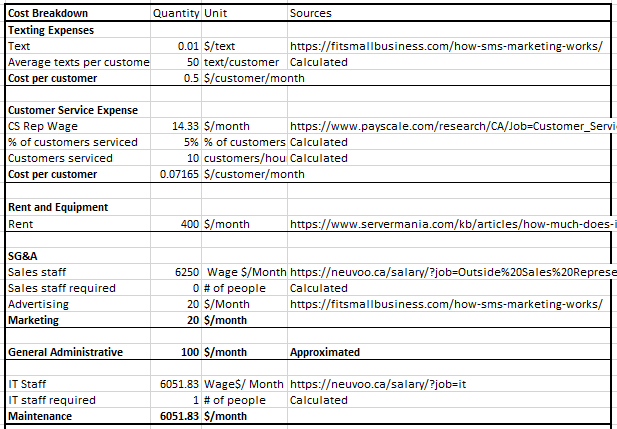 Cost Breakdown Quantity Unit Sources
Texting Expenses
Text 0.01 $/text https://fitsmallbusiness.com/how-sms-marketing-works/
Average texts per custome 50 text/customer Calculated
Cost per customer 0.5 $/customer/month
Customer Service Expense
CS Rep Wage 14.33 $/month https://www.payscale.com/research/CA/Job=Customer_Servi
% of customers serviced 5% % of customers Calculated
Customers serviced 10 customers/hou Calculated
Cost per customer 0.07165 $/customer/month
Rent and Equipment
Rent 400 $/month https://www.servermania.com/kb/articles/how-much-does-i
SG&A
Sales staff 6250 Wage $/Month https://neuvoo.ca/salary/?job=Outside%20Sales%20Represe
Sales staff required 0 # of people Calculated
Advertising 20 $/Month https://fitsmallbusiness.com/how-sms-marketing-works/
Marketing 20 $/month
General Administrative 100 $/month Approximated
IT Staff 6051.83 Wage$/ Month https://neuvoo.ca/salary/?job=it
IT staff required 1 # of people Calculated
Maintenance 6051.83 $/month